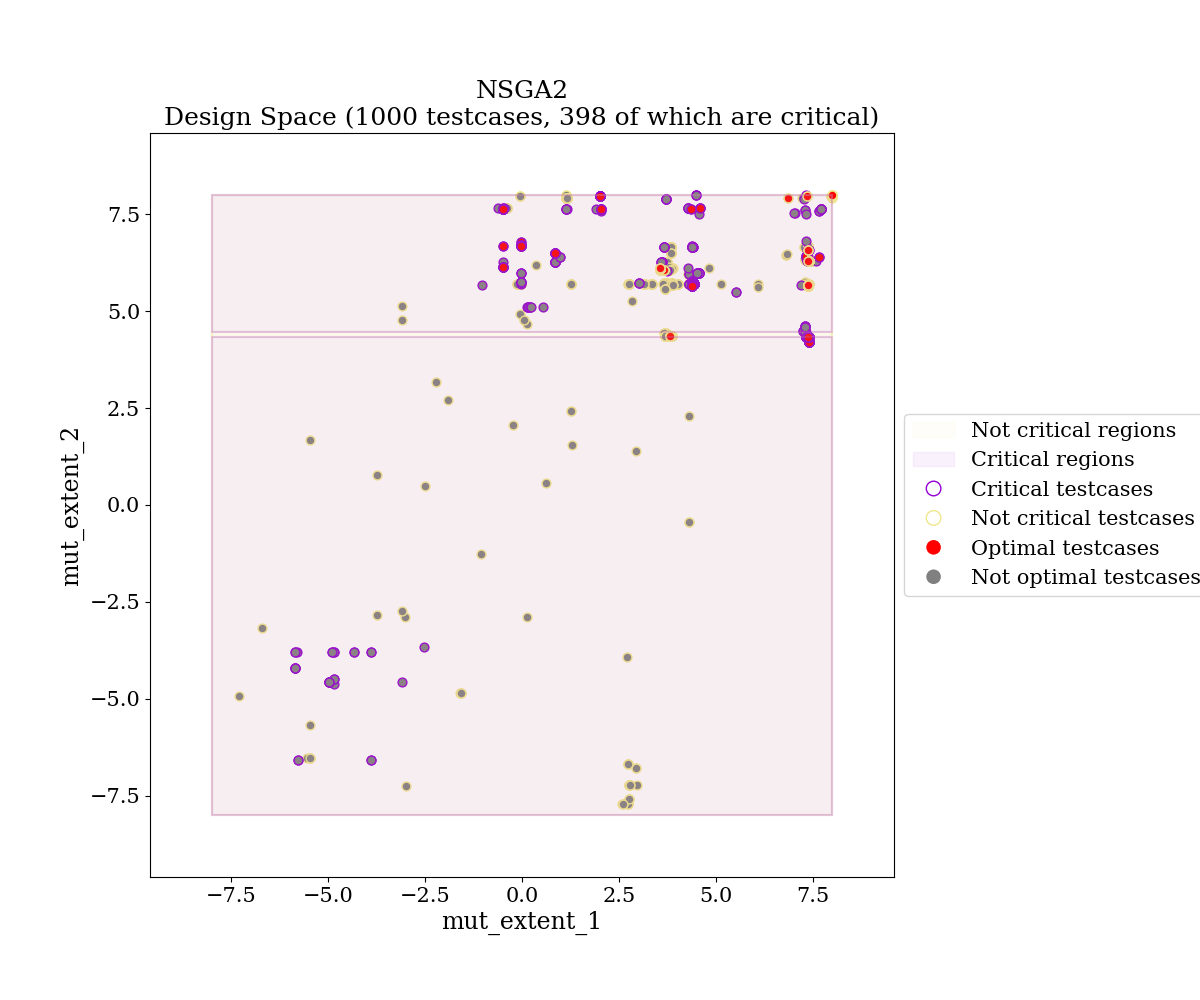 NSGA2
Design Space (1000 testcases, 398 of which are critical)
7.5
5.0
2.5
0.0
−2.5
−5.0
−7.5
mut_extent_2
−7.5 −5.0 −2.5 0.0 2.5 5.0 7.5
mut_extent_1
Not critical regions
Critical regions
Critical testcases
Not critical testcases
Optimal testcases
Not optimal testcases